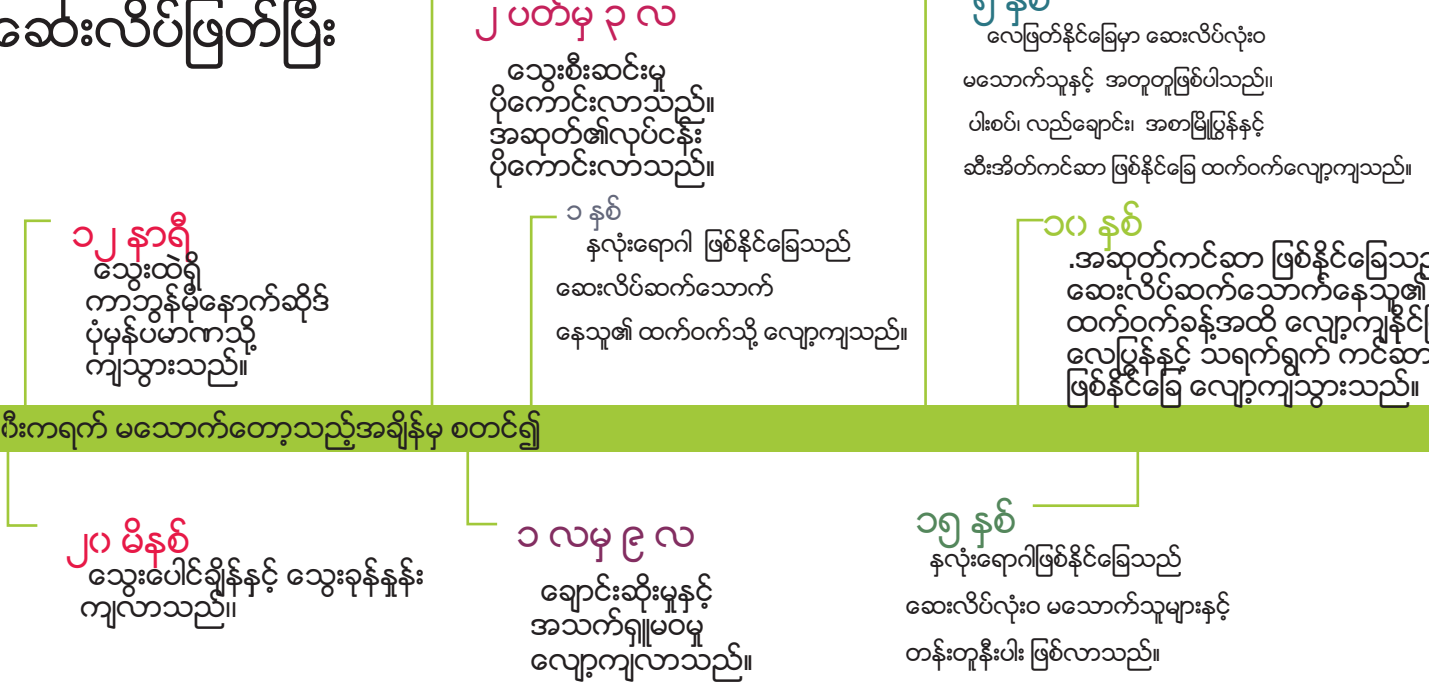 ဆေးလိပ်ဖြတ်ပြီး
၂ ပတ်မှ ၃ လ
သွေးစီးဆင်းမှု
ပိုကောင်းလာသည်။
အဆုတ်၏လုပ်ငန်း
ပိုကောင်းလာသည်။
၅ နှစ်
လေဖြတ်နိုင်ခြေမှာ ဆေးလိပ်လုံးဝ
မသောက်သူနှင့် အတူတူဖြစ်ပါသည်။
ပါးစပ်၊ လည်ချောင်း၊ အစာမြိုပြွန်နှင့်
ဆီးအိတ်ကင်ဆာ ဖြစ်နိုင်ခြေ ထက်ဝက်လျော့ကျသည်။
၁၂ နာရီ
သွေးထဲရှိ
ကာဘွန်မိုနောက်ဆိုဒ်
ပုံမှန်ပမာဏသို့
ကျသွားသည်။
၁ နှစ်
နှလုံးရောဂါ ဖြစ်နိုင်ခြေသည်
ဆေးလိပ်ဆက်သောက်
နေသူ၏ ထက်ဝက်သို့ လျော့ကျသည်။
၁၀ နှစ်
.အဆုတ်ကင်ဆာ ဖြစ်နိုင်ခြေသည်
ဆေးလိပ်ဆက်သောက်နေသူ၏
ထက်ဝက်ခန့်အထိ လျော့ကျနိုင်
လေပြွန်နှင့် သရက်ရွက် ကင်ဆာ
ဖြစ်နိုင်ခြေ လျော့ကျသွားသည်။
မသောက်တော့သည့်အချိန်မှ စတင်၍
၂၀ မိနစ်
သွေးပေါင်ချိန်နှင့် သွေးခုန်နှုန်း
ကျလာသည်။
၁ လမှ ၉ လ
ချောင်းဆိုးမှုနှင့်
အသက်ရှူမဝမှု
လျော့ကျလာသည်။
၁၅ နှစ်
နှလုံးရောဂါဖြစ်နိုင်ခြေသည်
ဆေးလိပ်လုံးဝ မသောက်သူများနှင့်
တန်းတူနီးပါး ဖြစ်လာသည်။